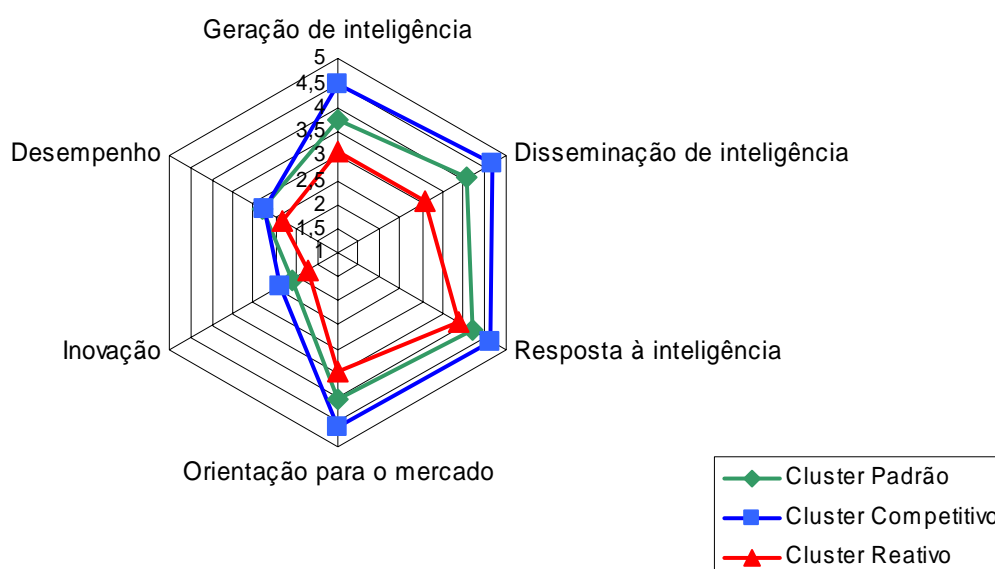 Geração de inteligência
5
4,5
4
3,5
3
2,5
2
1,5
1
Desempenho
Disseminação de inteligência
Inovação
Resposta à inteligência
Orientação para o mercado
Cluster Padrão
Cluster Competitivo
Cluster Reativo